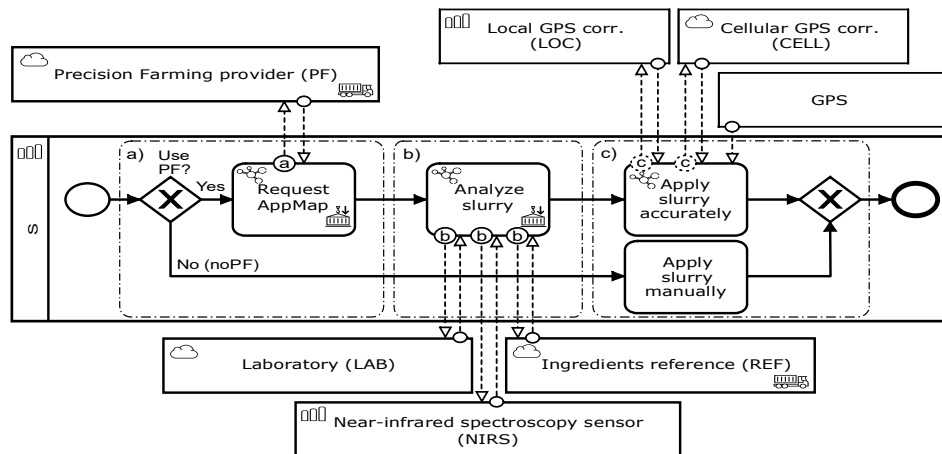 Local GPS corr.
(LOC)
Cellular GPS corr.
(CELL)
Precision Farming provider (PF)
GPS
S
a)
Use
PF?
Yes
a
Request
AppMap
b)
Analyze
slurry
b
b
b
c)
c
c
Apply
slurry
accurately
No (noPF)
Apply
slurry
manually
Laboratory (LAB)
Ingredients reference (REF)
Near-infrared spectroscopy sensor
(NIRS)